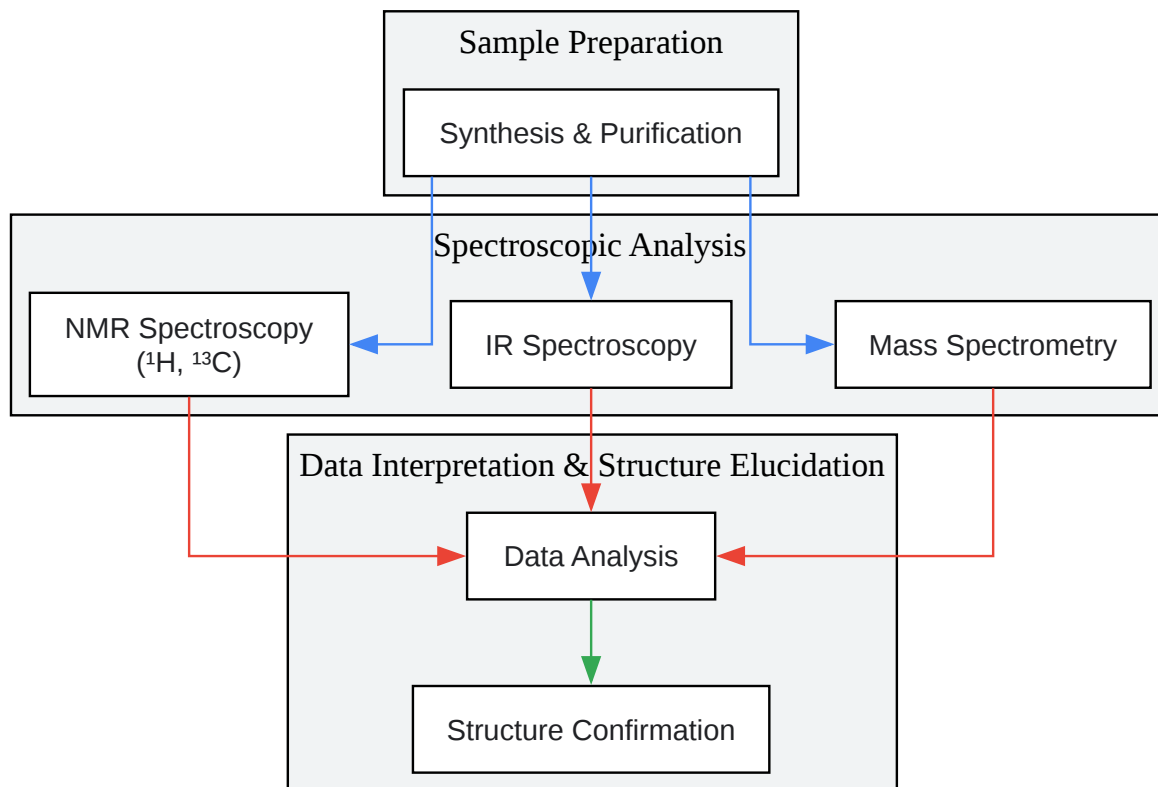 Sample Preparation
Synthesis & Purification
Spectroscopic Analysis
NMR Spectroscopy
(¹H, ¹³C)
IR Spectroscopy
Mass Spectrometry
Data Interpretation & Structure Elucidation
Data Analysis
Structure Confirmation